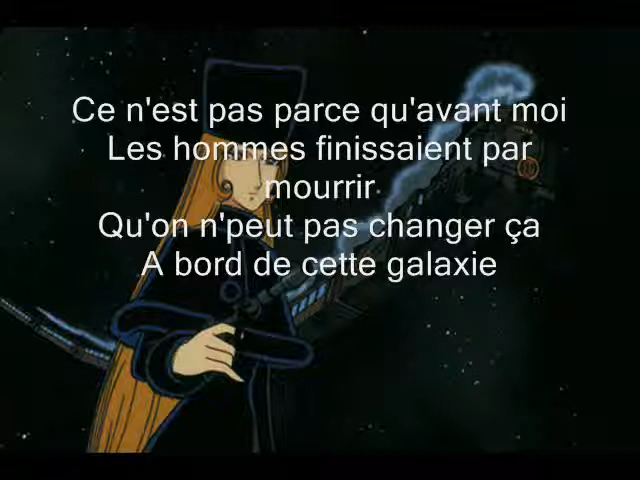 Ce n'est pas parce qu'avant moi
Les hommes finissaient par
mourrir
Qu'on n'peut pas changer ça
A bord de cette galaxie